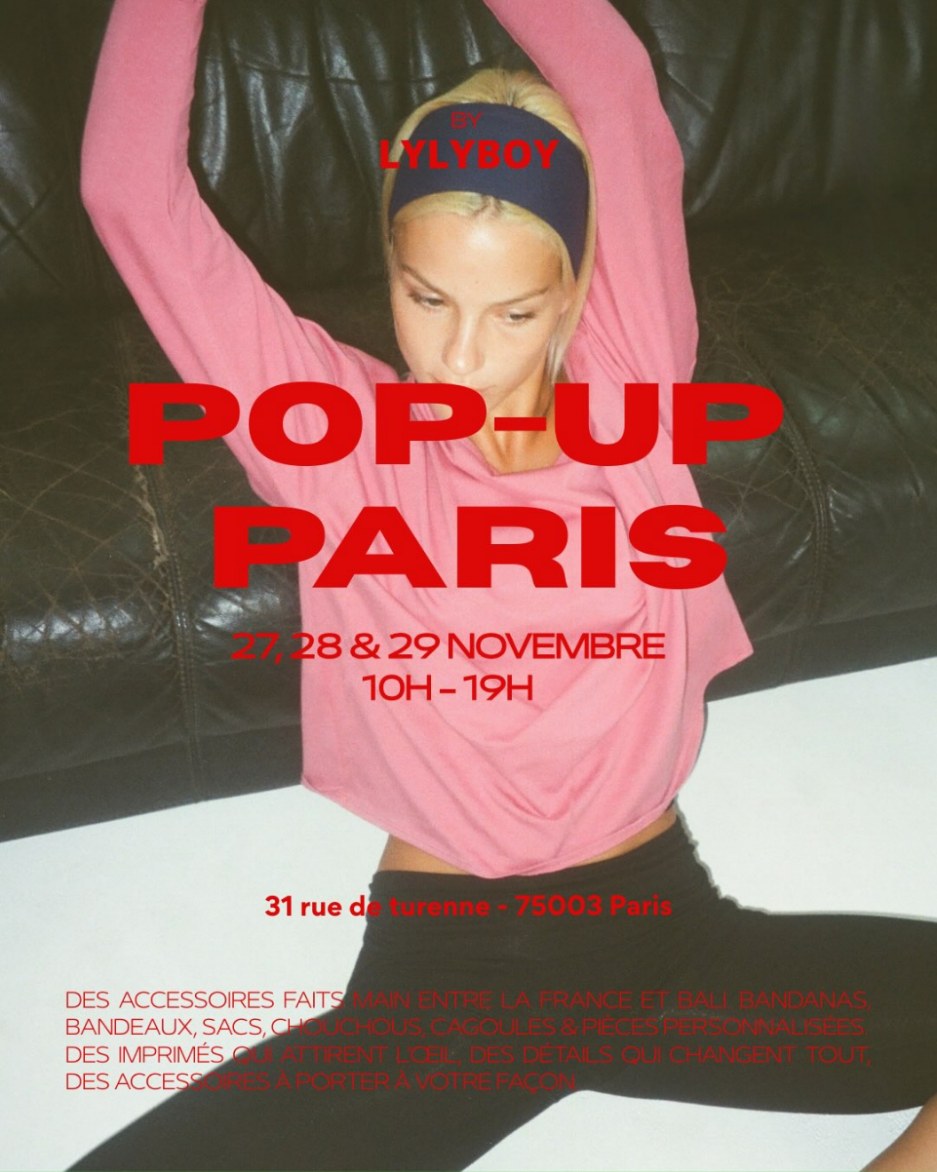 BY
LYLYBOY
POP-UP
PARIS
27, 28 & 29 NOVEMBRE
10H – 19H
31 rue de turenne - 75003 Paris
DES ACCESSOIRES FAITS MAIN ENTRE LA FRANCE ET BALI. BANDANAS,
BANDEAUX, SACS, CHOUCHOUS, CAGOULES & PIÈCES PERSONNALISÉES.
DES IMPRIMÉS QUI ATTIRENT L'ŒIL, DES DÉTAILS QUI CHANGENT TOUT,
DES ACCESSOIRES À PORTER À VOTRE FAÇON.